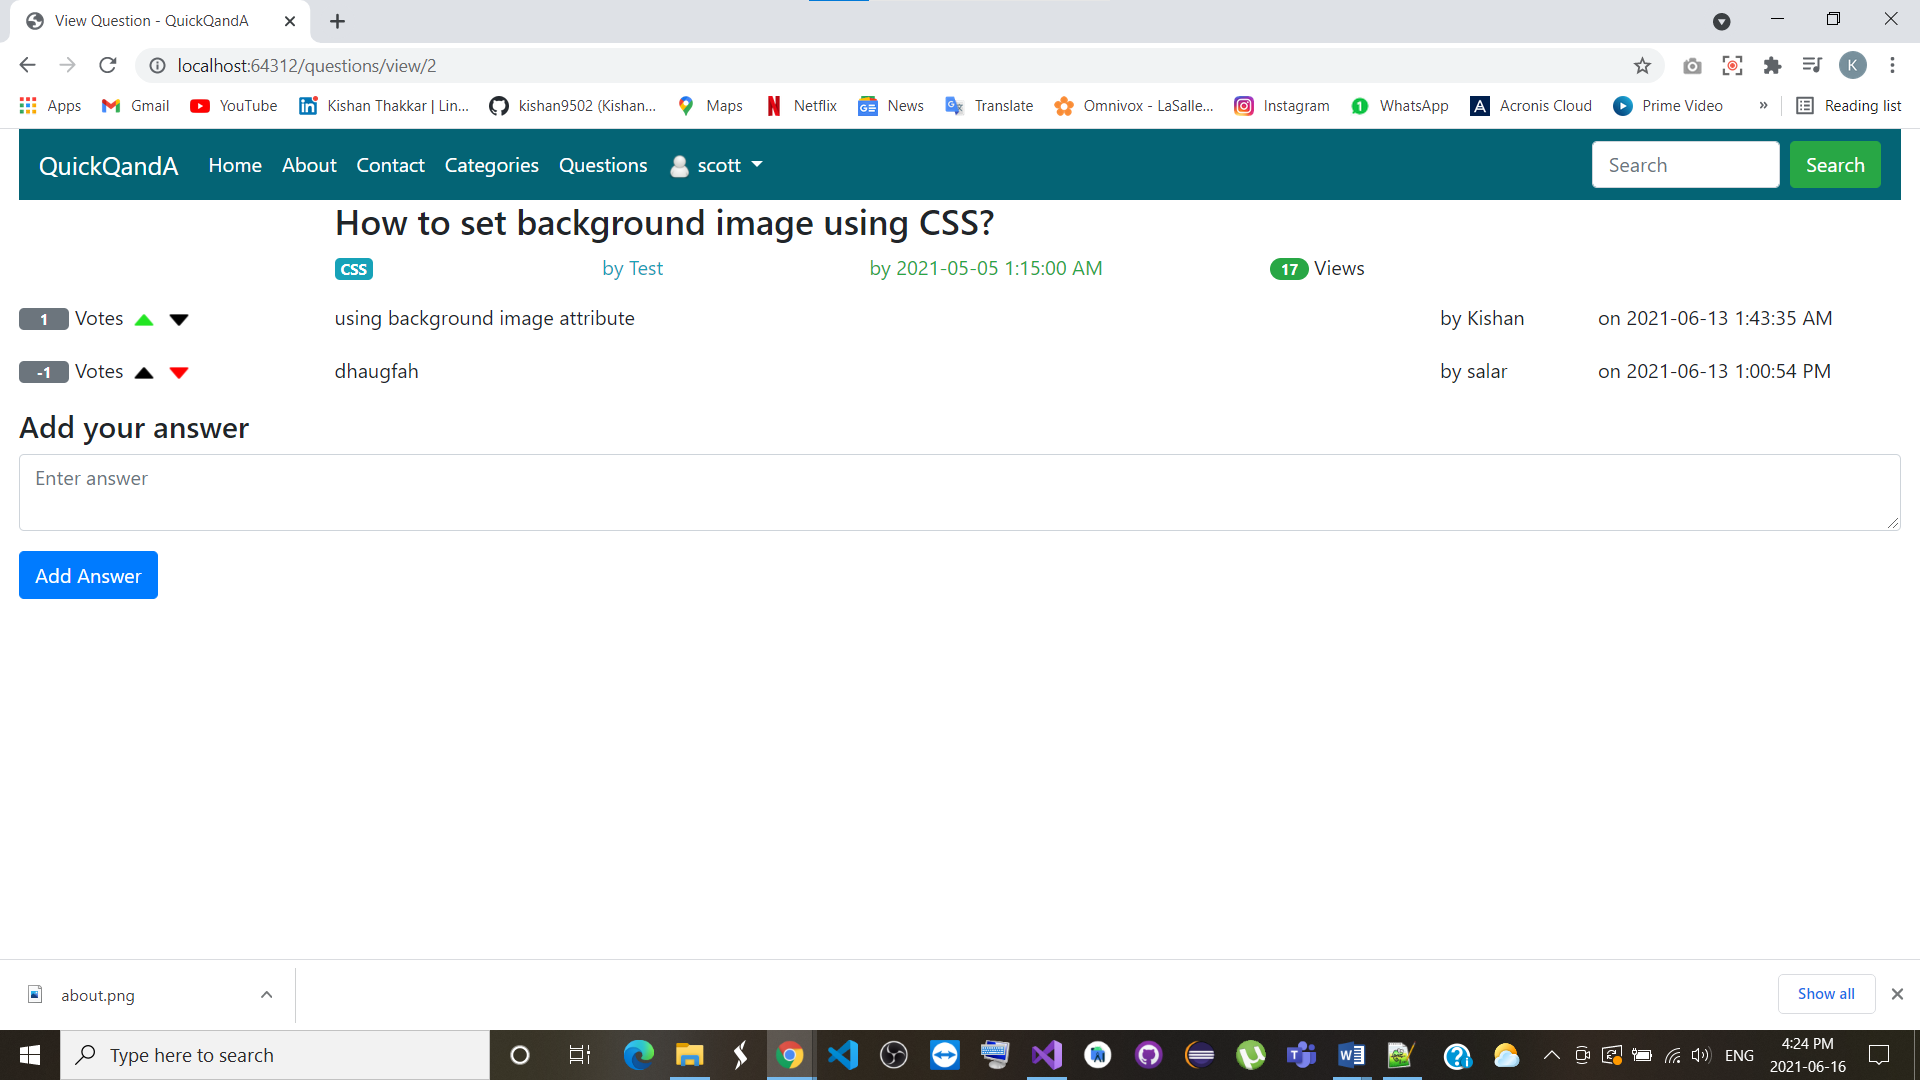 View Question - QuickQandA
localhost:64312/questions/view/2
K
Apps Gmail YouTube Kishan Thakkar | Lin... kishan9502 (Kishan... Maps Netflix News Translate Omnivox - LaSalle... Instagram WhatsApp Acronis Cloud Prime Video » Reading list
QuickQandA Home About Contact Categories Questions scott Search Search
How to set background image using CSS?
CSS by Test by 2021-05-05 1:15:00 AM 17 Views
1 Votes using background image attribute by Kishan on 2021-06-13 1:43:35 AM
-1 Votes dhaugfah by salar on 2021-06-13 1:00:54 PM
Add your answer
Enter answer
Add Answer
about.png Show all
Type here to search ENG 4:24 PM
2021-06-16